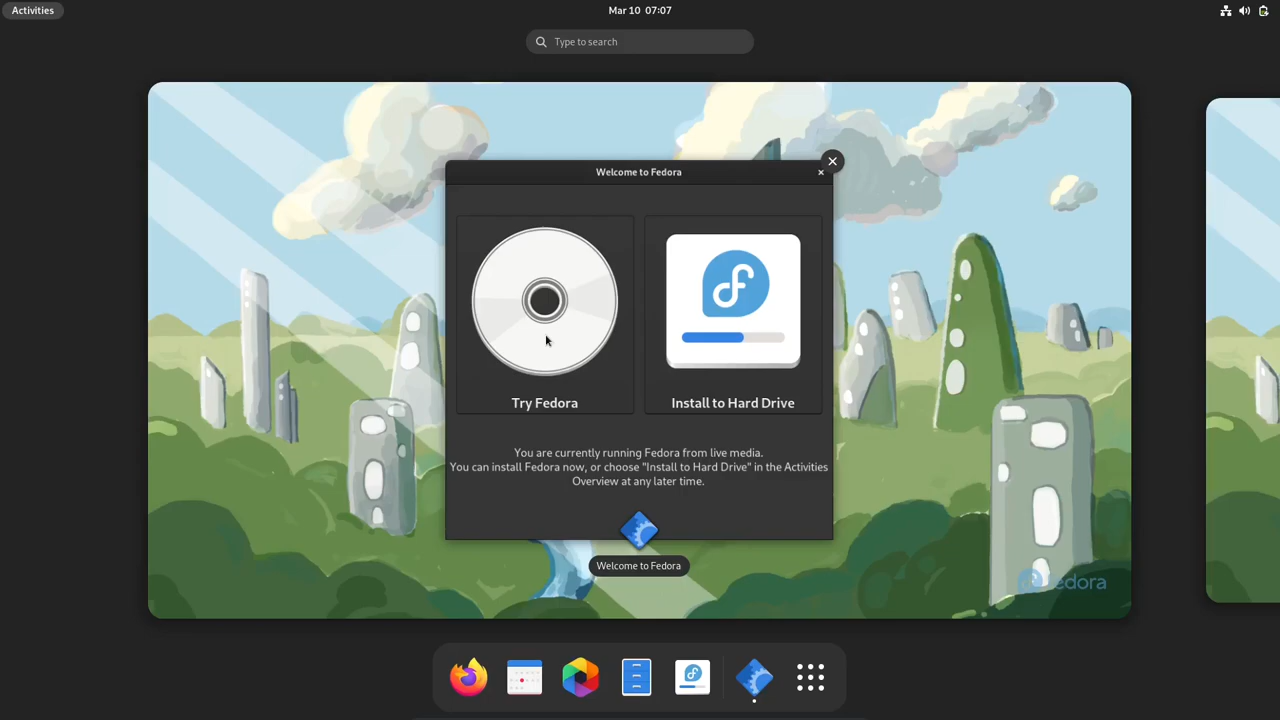 Activities
Mar 10 07:07
Type to search
Welcome to Fedora
Try Fedora
Install to Hard Drive
You are currently running Fedora from live media.
You can install Fedora now, or choose "Install to Hard Drive" in the Activities
Overview at any later time.
Welcome to Fedora
fedora